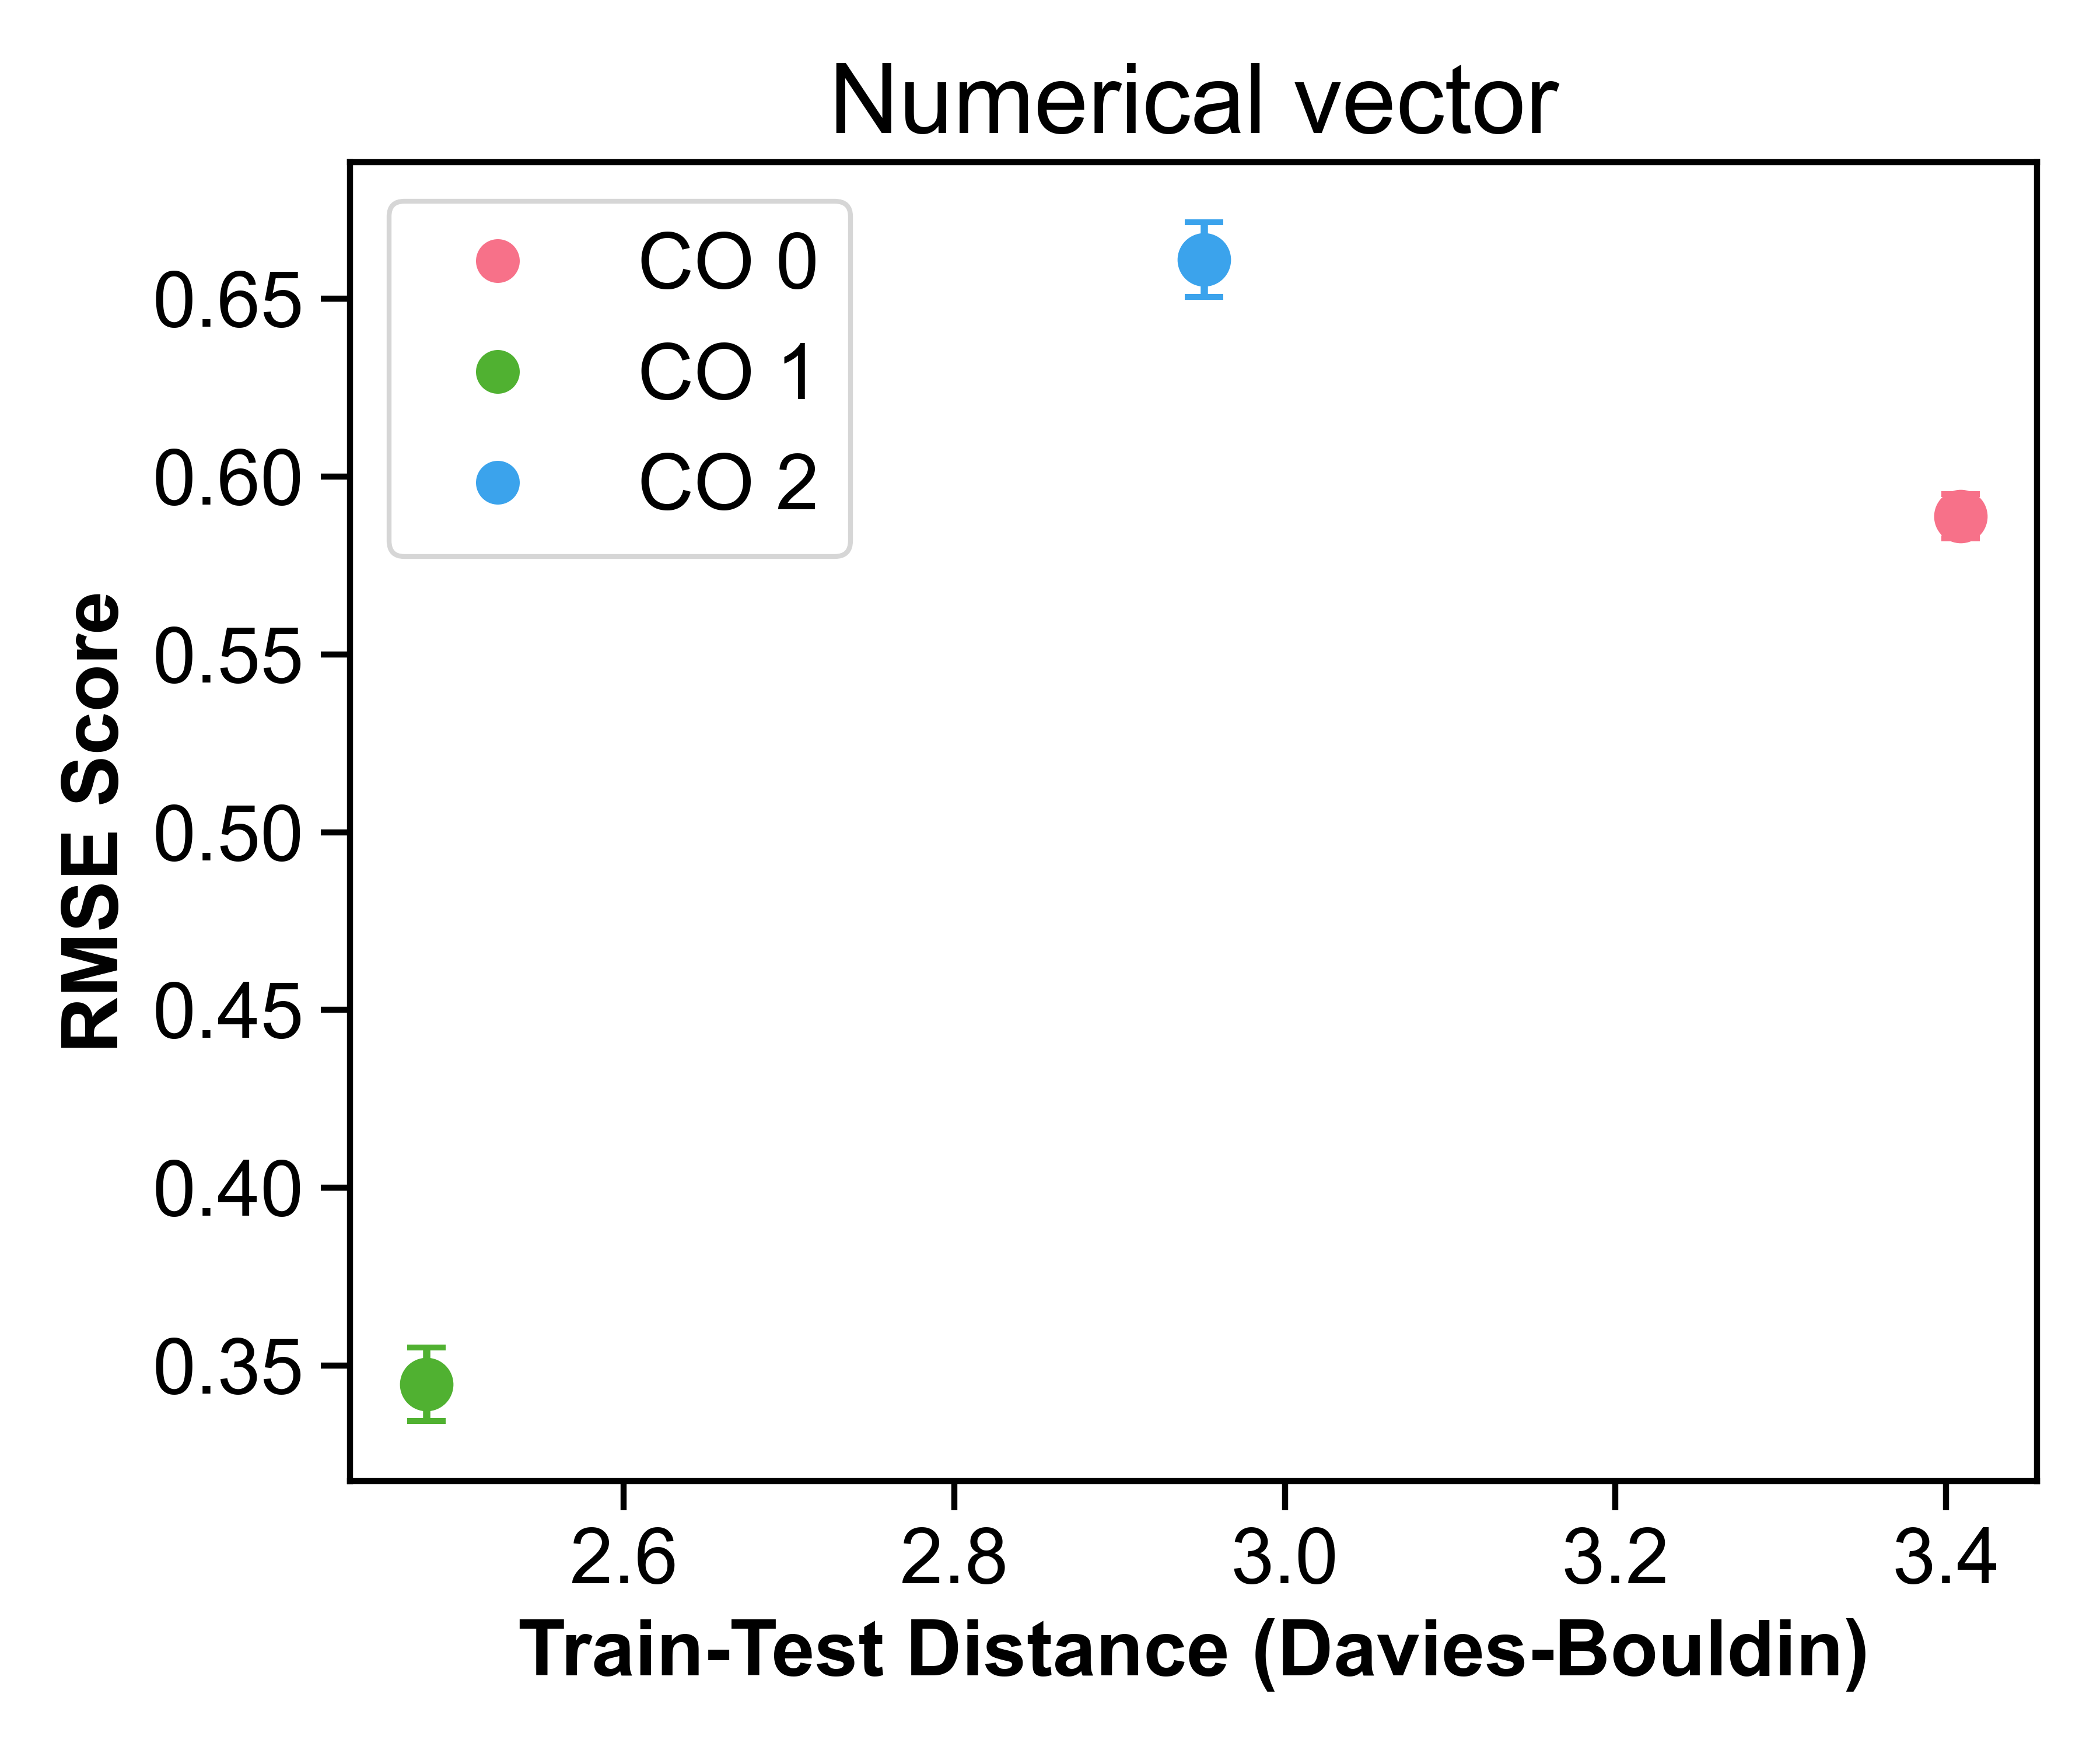 Numerical vector
CO 0
CO 1
CO 2
RMSE Score
0.65
0.60
0.55
0.50
0.45
0.40
0.35
2.6 2.8 3.0 3.2 3.4
Train-Test Distance (Davies-Bouldin)